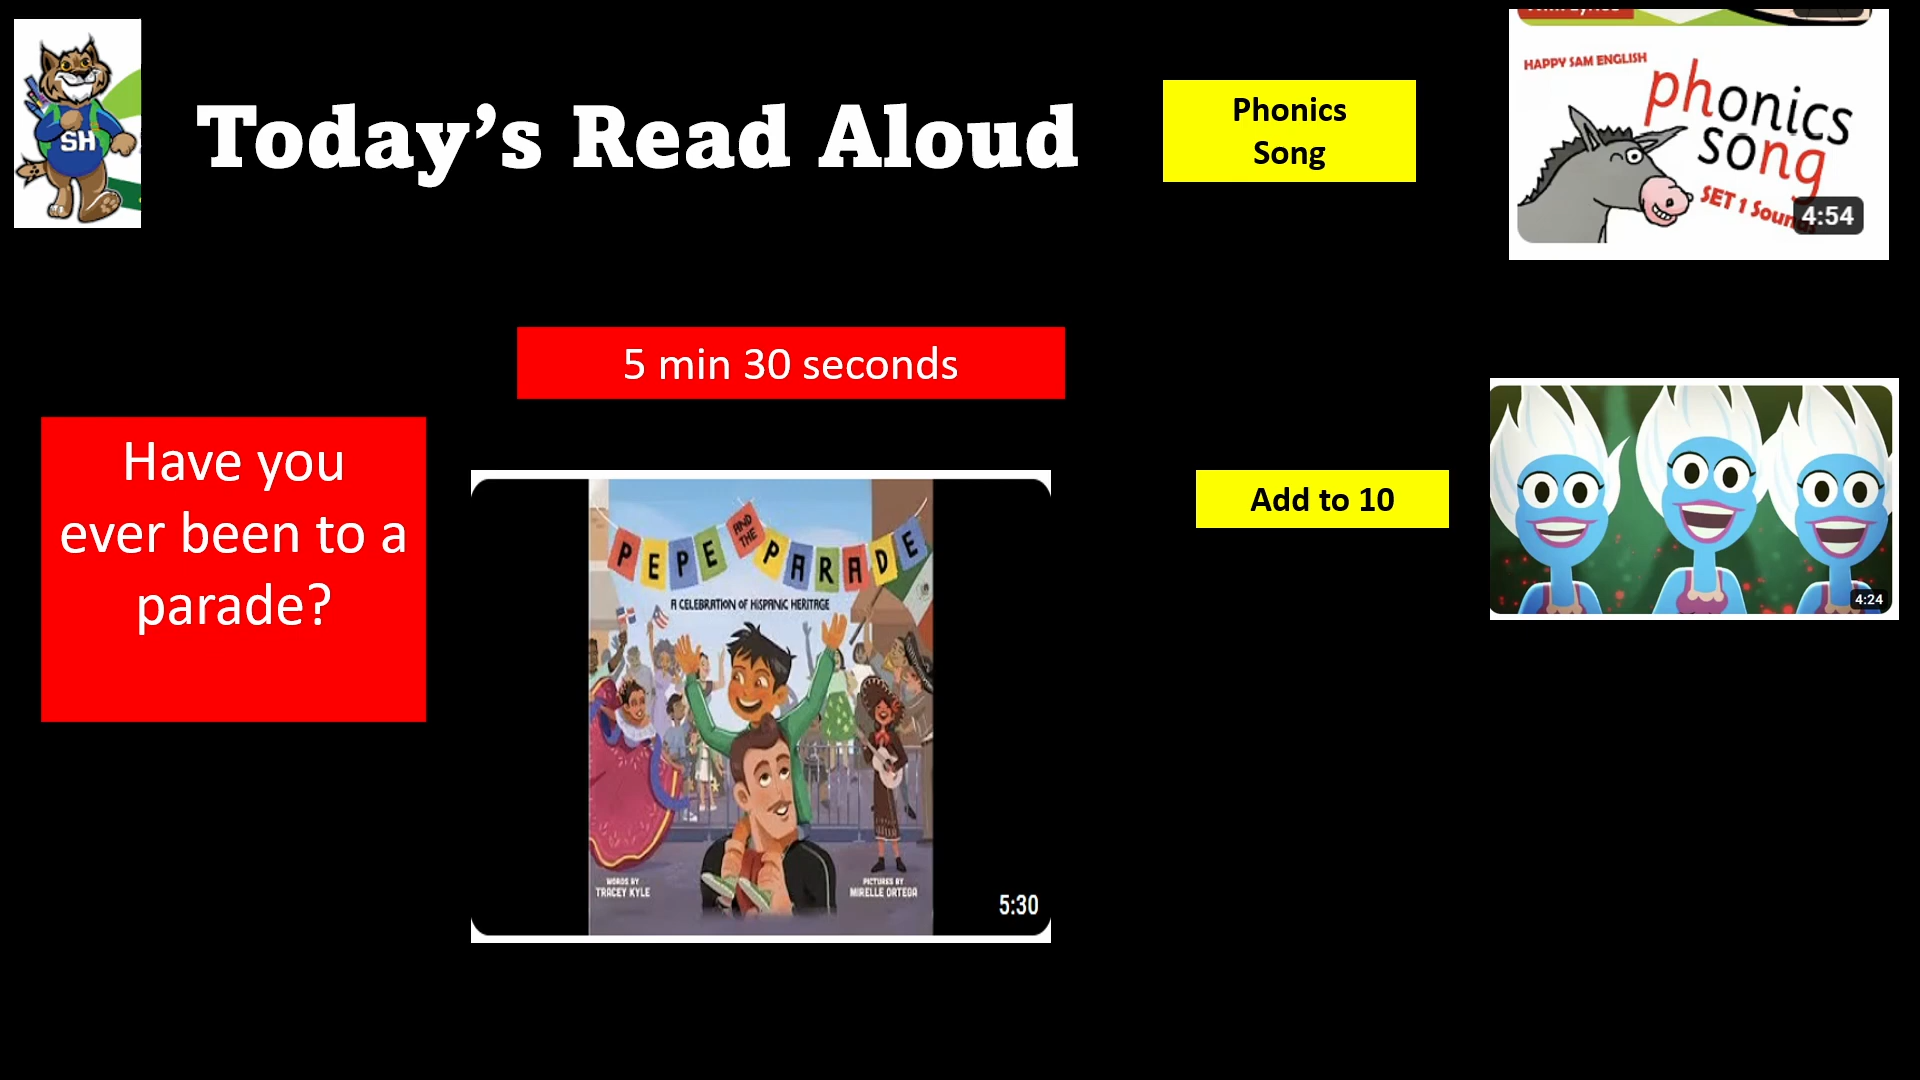 SH
Today’s Read Aloud
Phonics
Song
HAPPY SAM ENGLISH
phonics
song
SET 1
4:54
5 min 30 seconds
Have you
ever been to a
parade?
PEPE AND THE PARADE
A CELEBRATION OF HISPANIC HERITAGE
WORDS BY
TRACEY KYLE
PICTURES BY
MIRELLE ORTEGA
5:30
Add to 10
4:24